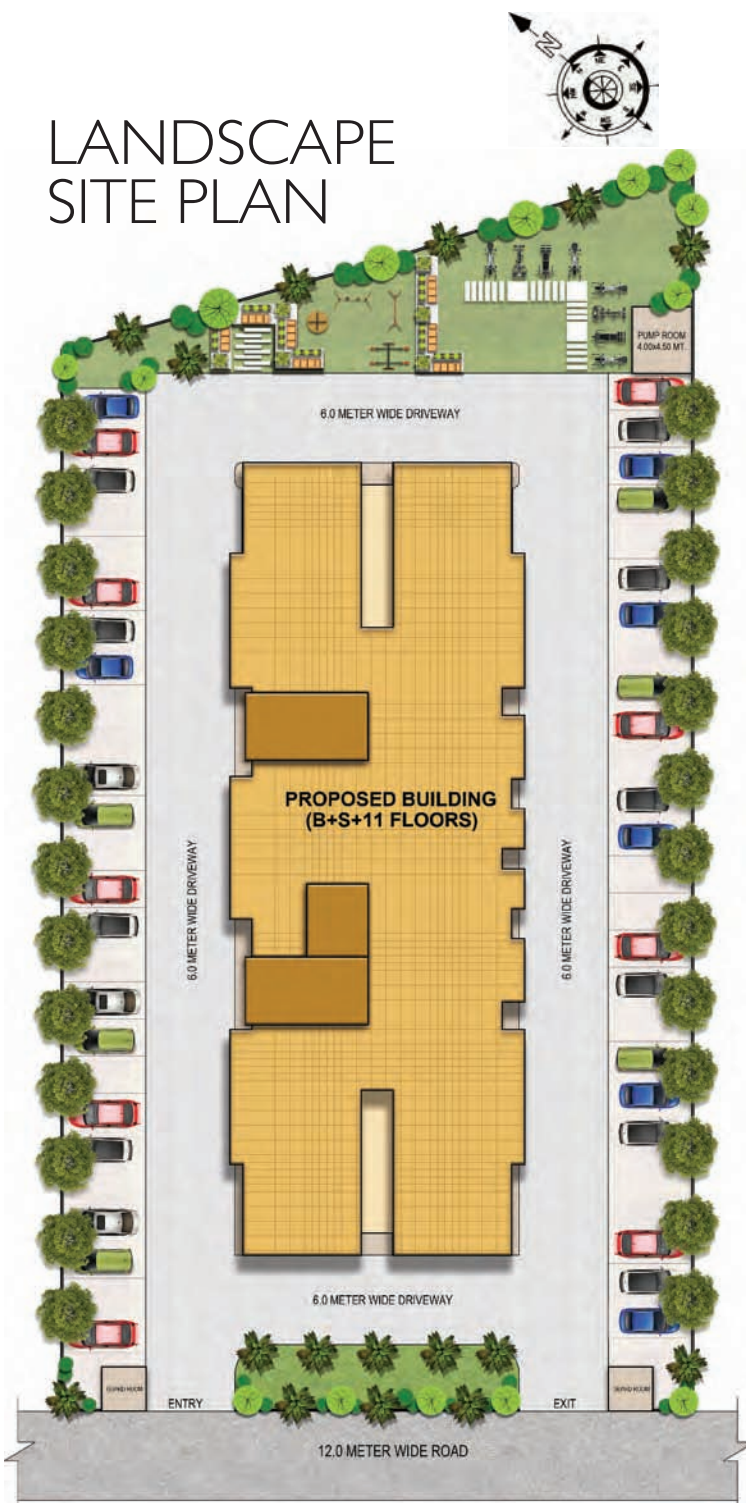 N
LANDSCAPE
SITE PLAN
PUMP ROOM
4.00x4.50 MT.
6.0 METER WIDE DRIVEWAY
PROPOSED BUILDING
(B+S+11 FLOORS)
6.0 METER WIDE DRIVEWAY
6.0 METER WIDE DRIVEWAY
6.0 METER WIDE DRIVEWAY
ENTRY
EXIT
12.0 METER WIDE ROAD